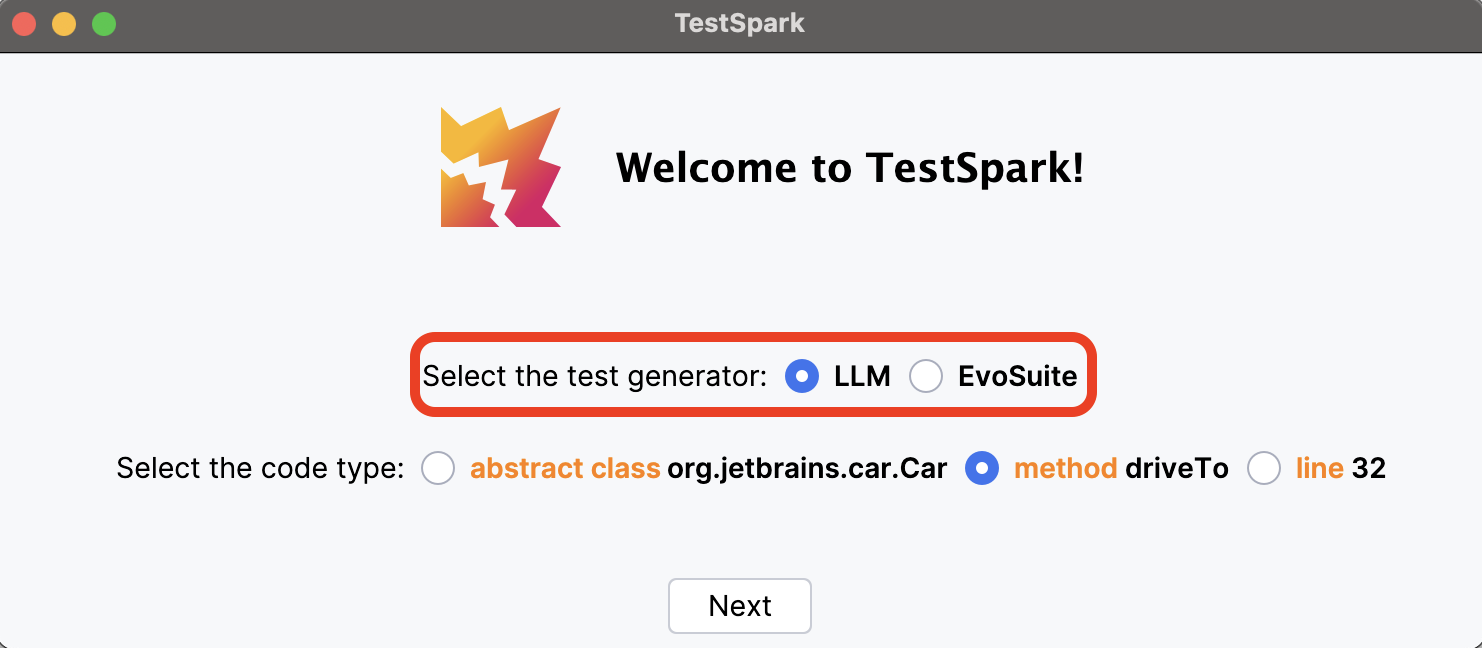 TestSpark
Welcome to TestSpark!
Select the test generator: LLM EvoSuite
Select the code type: abstract class org.jetbrains.car.Car method driveTo line 32
Next